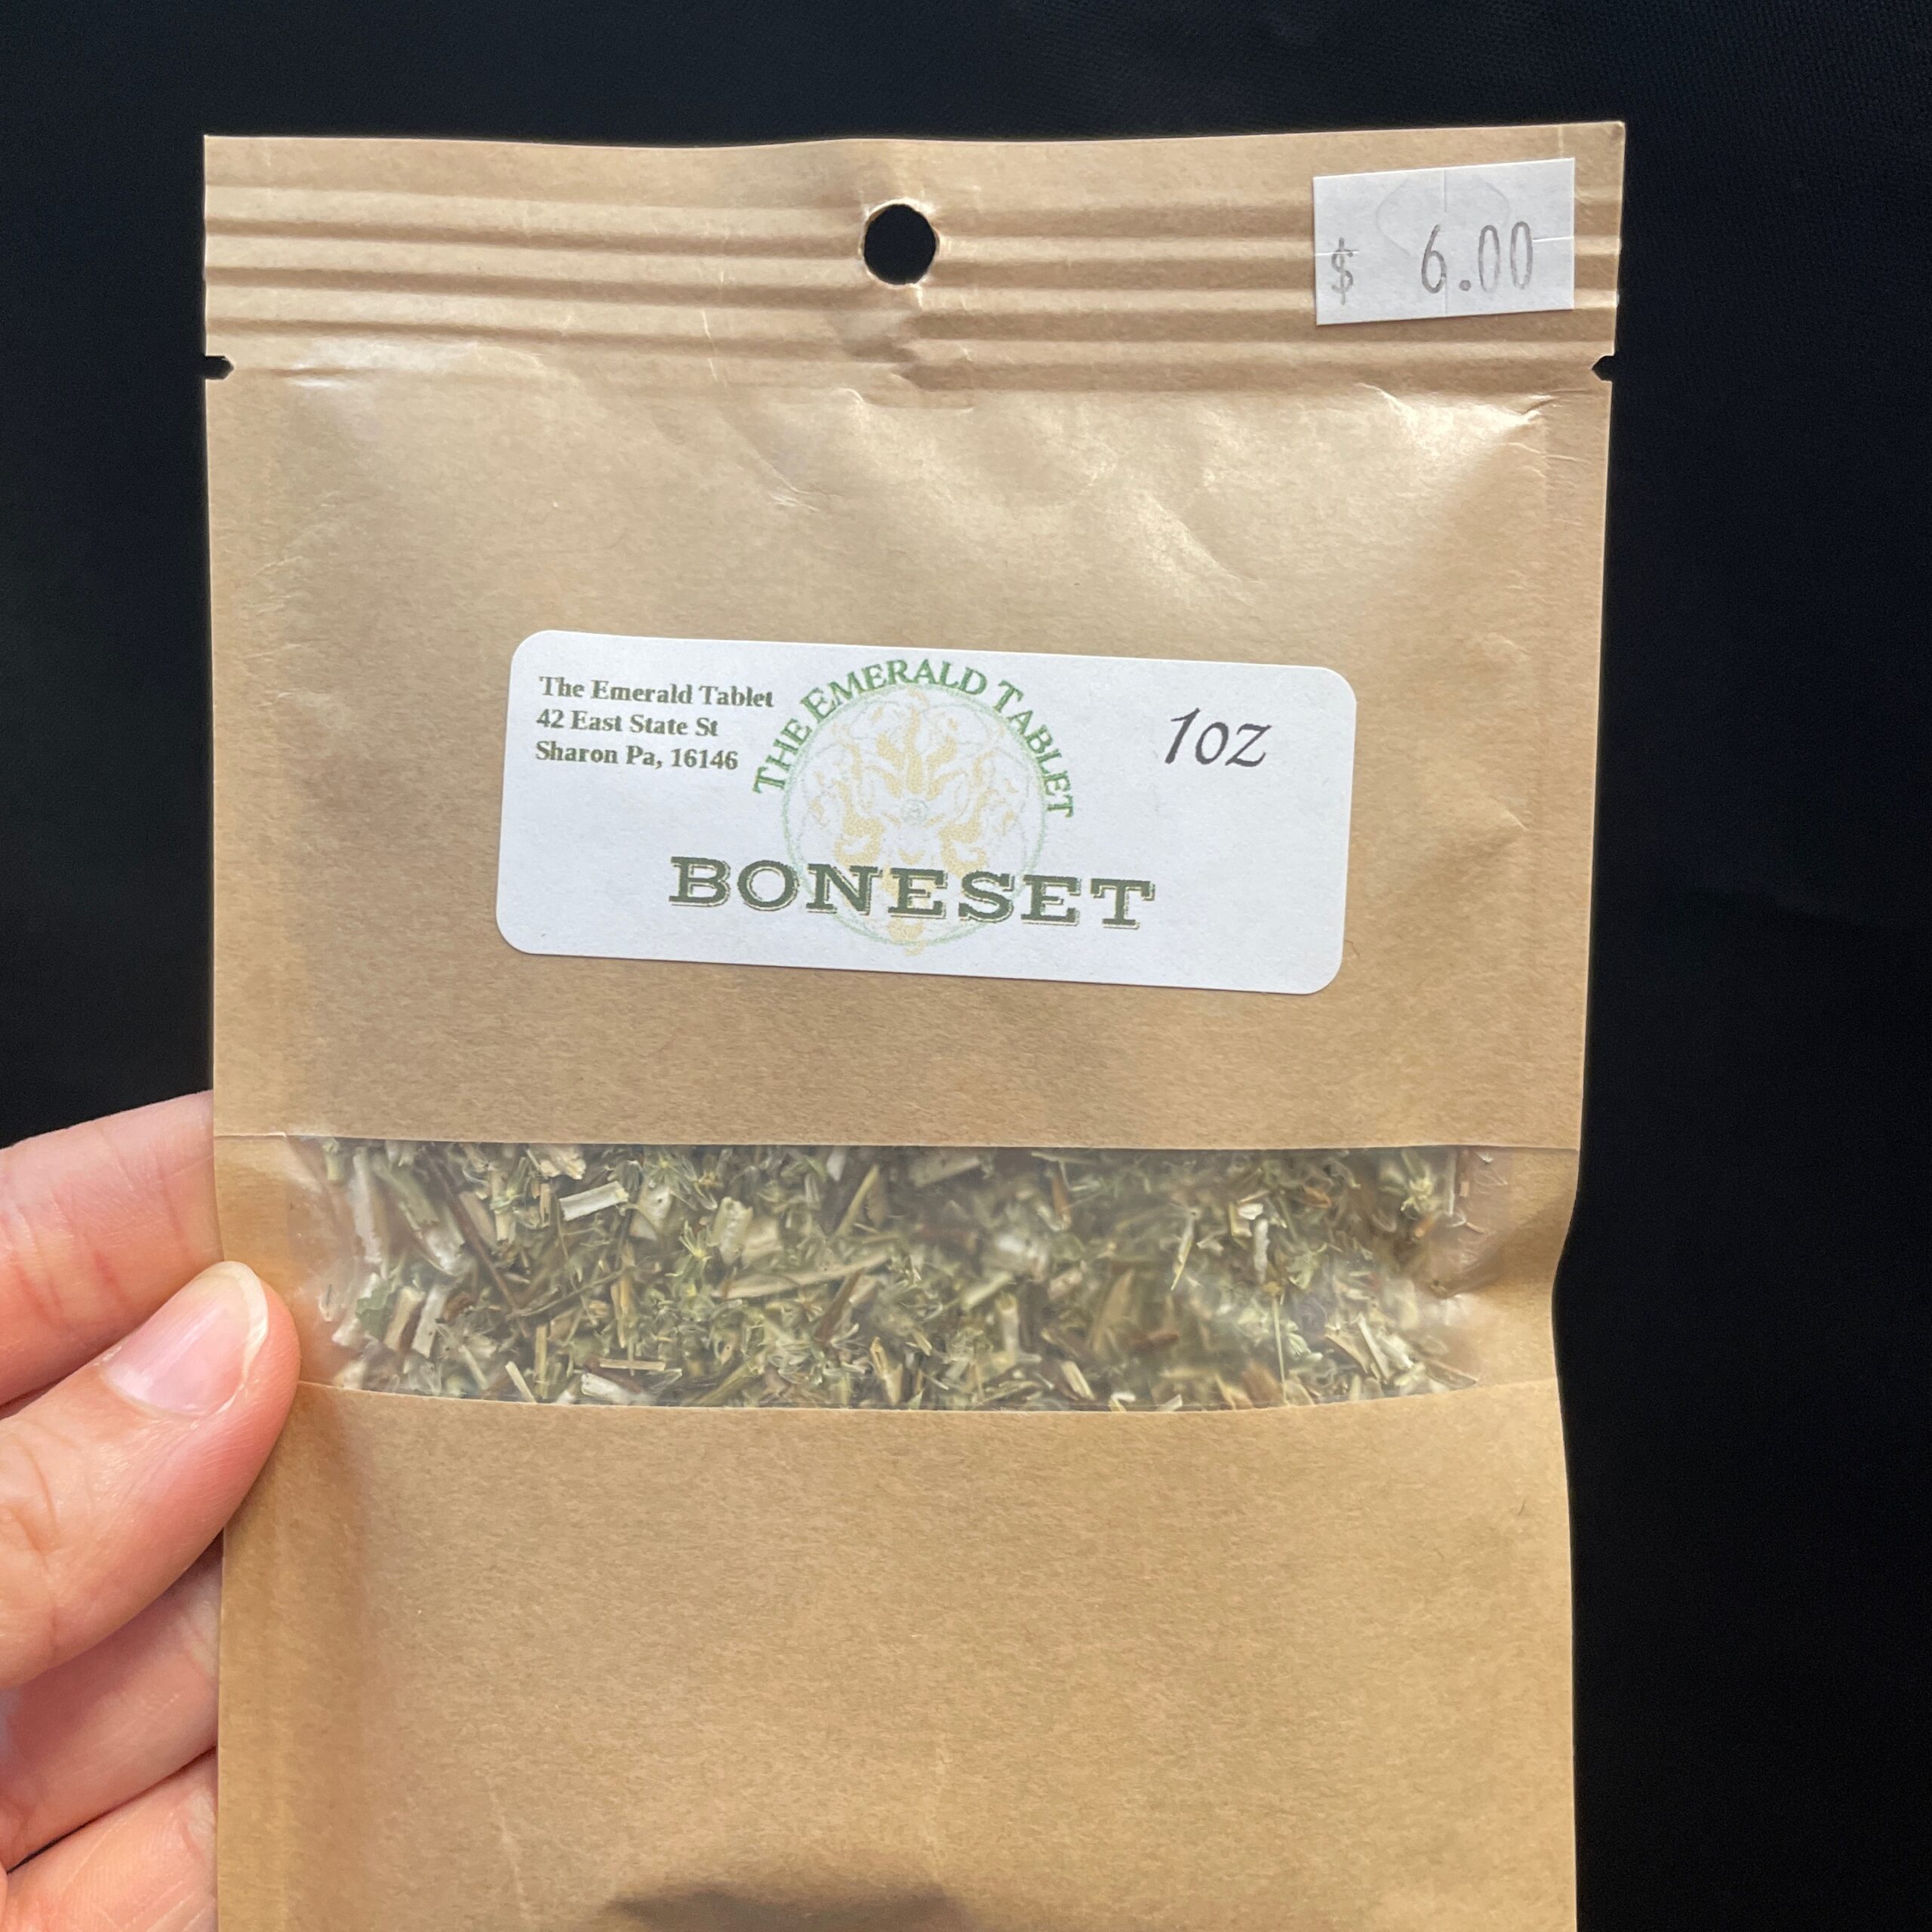 $ 6.00
The Emerald Tablet
42 East State St
Sharon Pa, 16146
THE EMERALD TABLET
1oz
BONESET